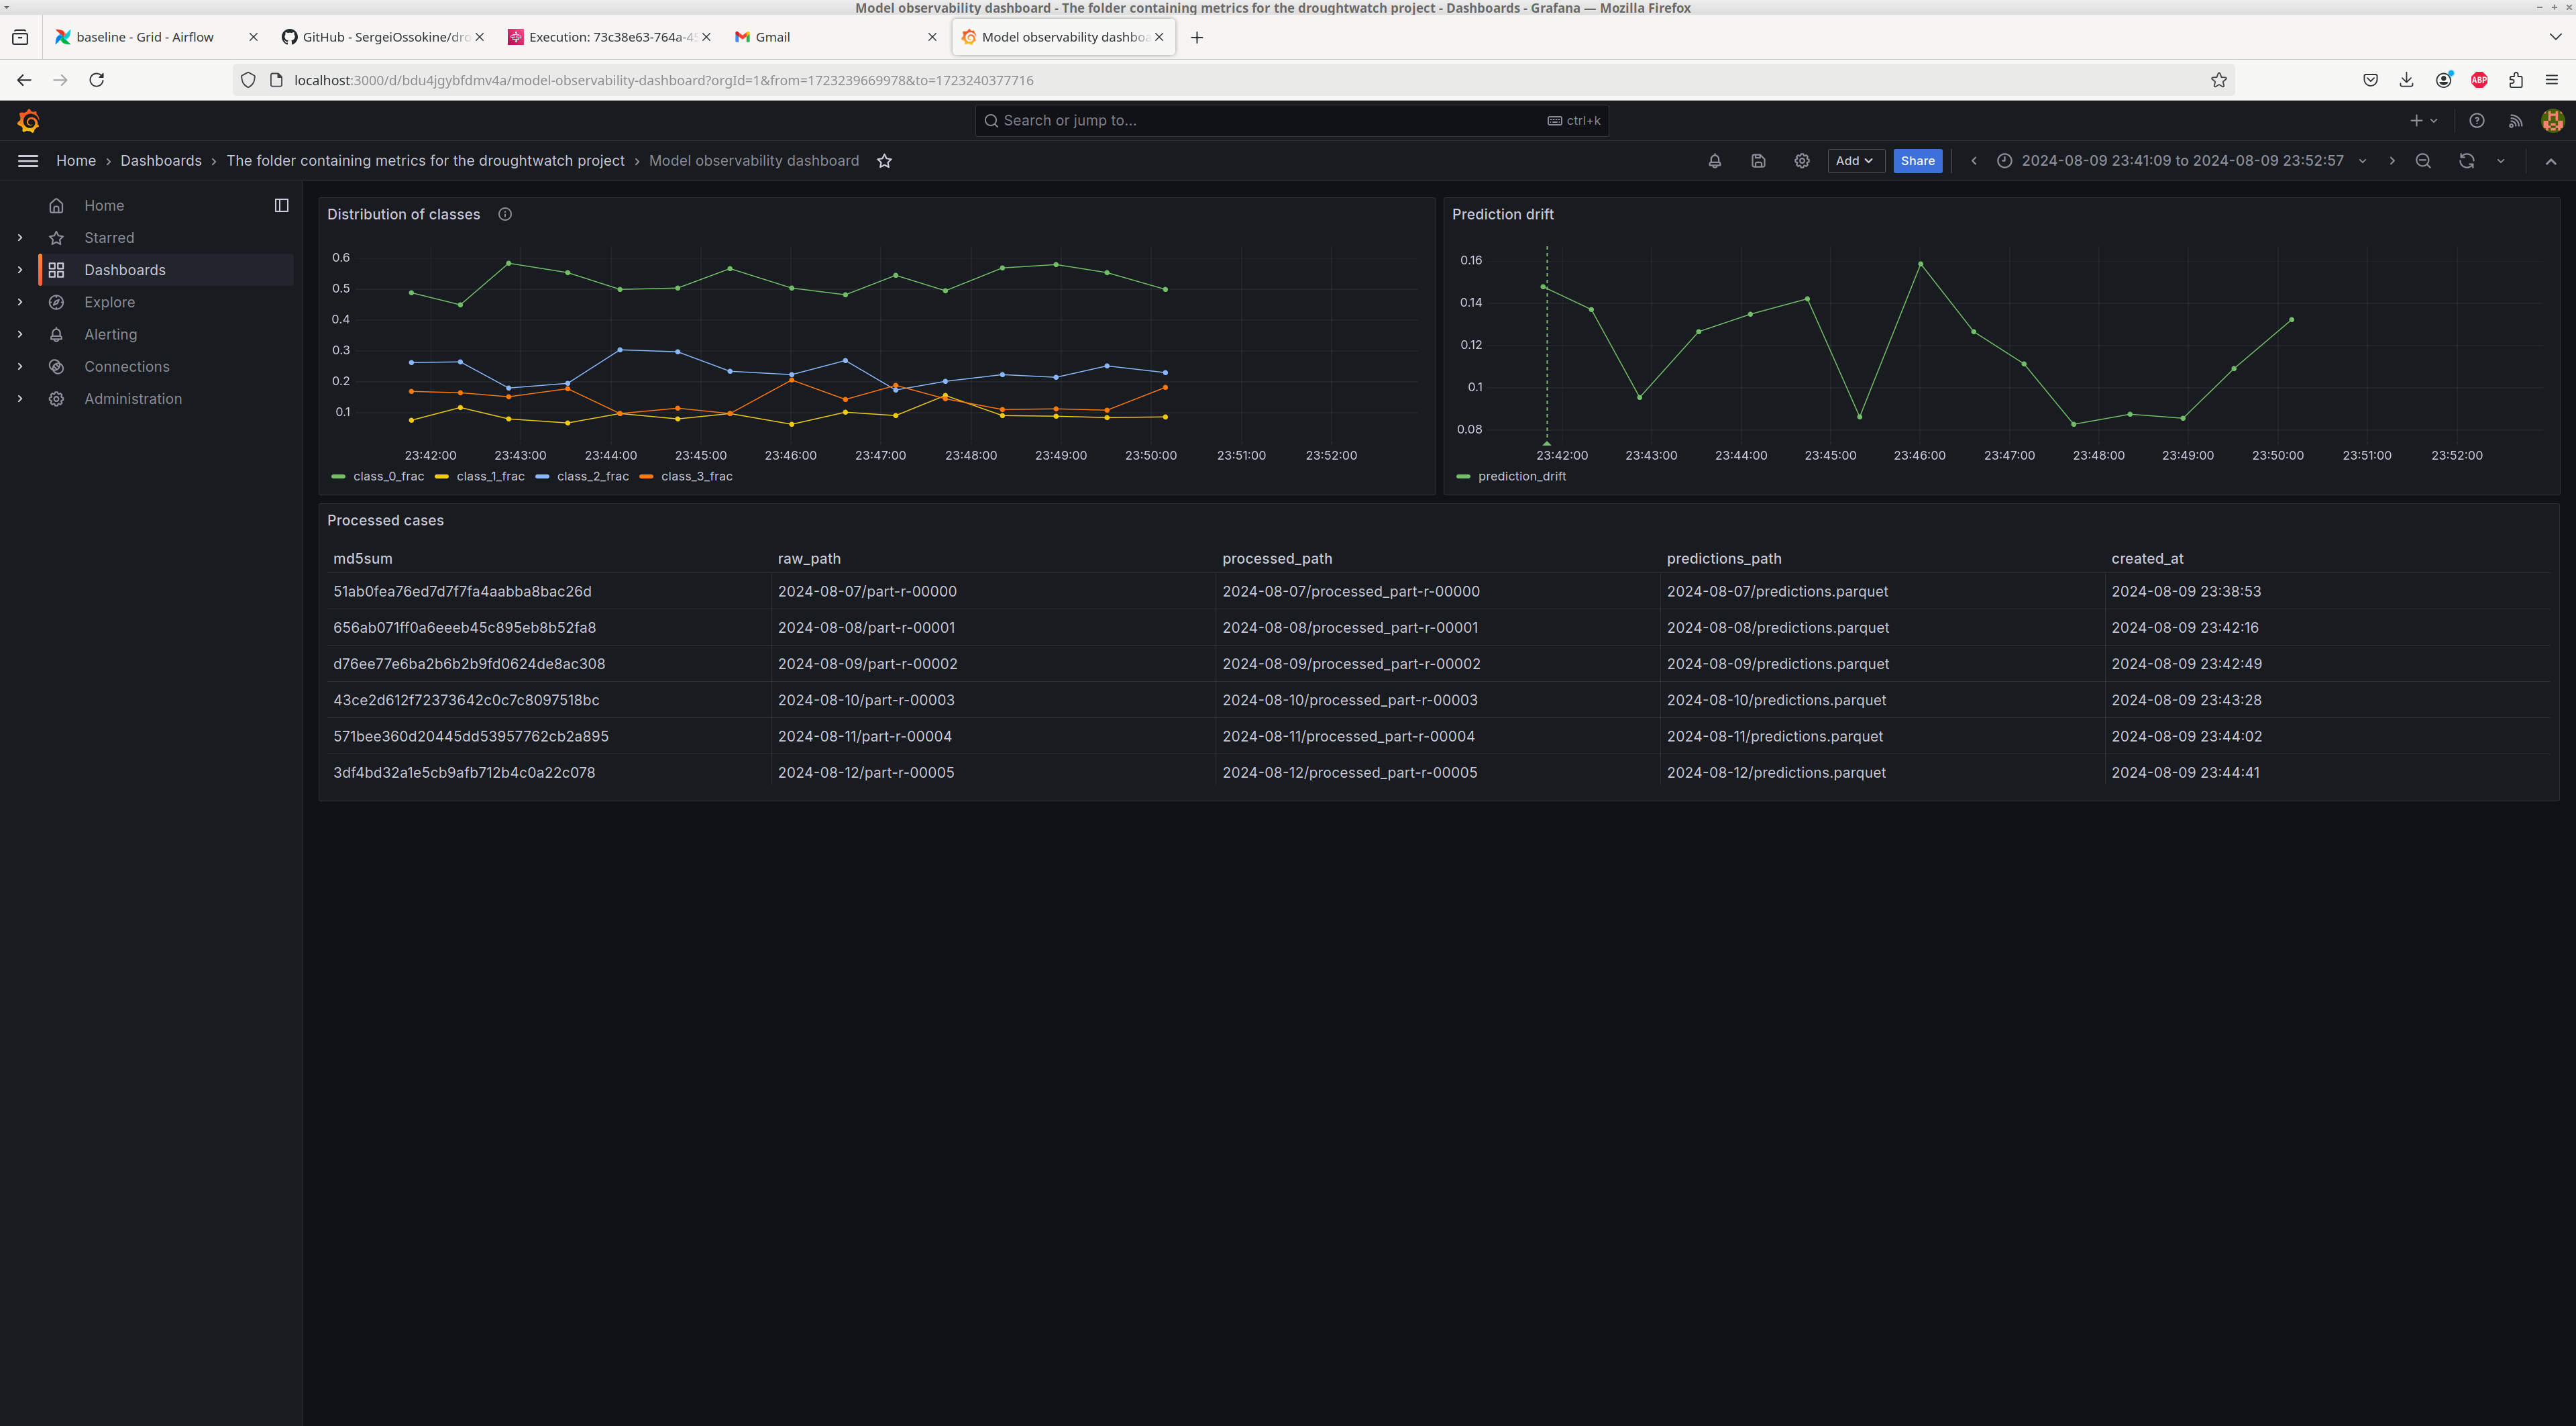 Model observability dashboard - The folder containing metrics for the droughtwatch project - Dashboards - Grafana — Mozilla Firefox
baseline - Grid - Airflow
GitHub - SergeiOssokine/dro
Execution: 73c38e63-764a-45
Gmail
Model observability dashboa
localhost:3000/d/bdu4jgybfdmv4a/model-observability-dashboard?orgId=1&from=1723239669978&to=1723240377716
ABP
Search or jump to...
ctrl+k
Home
Dashboards
The folder containing metrics for the droughtwatch project
Model observability dashboard
Add
Share
2024-08-09 23:41:09 to 2024-08-09 23:52:57
Home
Starred
Dashboards
Explore
Alerting
Connections
Administration
Distribution of classes
0.6
0.5
0.4
0.3
0.2
0.1
23:42:00 23:43:00 23:44:00 23:45:00 23:46:00 23:47:00 23:48:00 23:49:00 23:50:00 23:51:00 23:52:00
class_0_frac class_1_frac class_2_frac class_3_frac
Prediction drift
0.16
0.14
0.12
0.1
0.08
23:42:00 23:43:00 23:44:00 23:45:00 23:46:00 23:47:00 23:48:00 23:49:00 23:50:00 23:51:00 23:52:00
prediction_drift
Processed cases
md5sum raw_path processed_path predictions_path created_at
51ab0fea76ed7d7f7fa4aabba8bac26d 2024-08-07/part-r-00000 2024-08-07/processed_part-r-00000 2024-08-07/predictions.parquet 2024-08-09 23:38:53
656ab071ff0a6eeeb45c895eb8b52fa8 2024-08-08/part-r-00001 2024-08-08/processed_part-r-00001 2024-08-08/predictions.parquet 2024-08-09 23:42:16
d76ee77e6ba2b6b2b9fd0624de8ac308 2024-08-09/part-r-00002 2024-08-09/processed_part-r-00002 2024-08-09/predictions.parquet 2024-08-09 23:42:49
43ce2d612f72373642c0c7c8097518bc 2024-08-10/part-r-00003 2024-08-10/processed_part-r-00003 2024-08-10/predictions.parquet 2024-08-09 23:43:28
571bee360d20445dd53957762cb2a895 2024-08-11/part-r-00004 2024-08-11/processed_part-r-00004 2024-08-11/predictions.parquet 2024-08-09 23:44:02
3df4bd32a1e5cb9afb712b4c0a22c078 2024-08-12/part-r-00005 2024-08-12/processed_part-r-00005 2024-08-12/predictions.parquet 2024-08-09 23:44:41